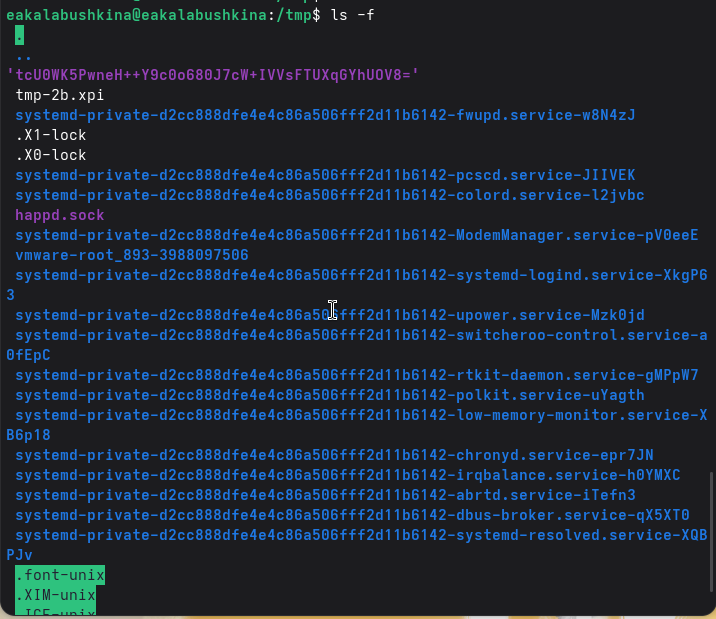 eakalabushkina@eakalabushkina:/tmp$ ls -f
.
..
'tcU0WK5PwneH++Y9c0o680J7cW+IVVsFTUXqGYhUOV8='
tmp-2b.xpi
systemd-private-d2cc888dfe4e4c86a506fff2d11b6142-fwupd.service-w8N4zJ
.X1-lock
.X0-lock
systemd-private-d2cc888dfe4e4c86a506fff2d11b6142-pcscd.service-JIIVEK
systemd-private-d2cc888dfe4e4c86a506fff2d11b6142-colord.service-l2jvbc
happd.sock
systemd-private-d2cc888dfe4e4c86a506fff2d11b6142-ModemManager.service-pV0eeE
vmware-root_893-3988097506
systemd-private-d2cc888dfe4e4c86a506fff2d11b6142-systemd-logind.service-XkgP6
3
systemd-private-d2cc888dfe4e4c86a506fff2d11b6142-upower.service-Mzk0jd
systemd-private-d2cc888dfe4e4c86a506fff2d11b6142-switcheroo-control.service-a
0fEpC
systemd-private-d2cc888dfe4e4c86a506fff2d11b6142-rtkit-daemon.service-gMPpW7
systemd-private-d2cc888dfe4e4c86a506fff2d11b6142-polkit.service-uYagth
systemd-private-d2cc888dfe4e4c86a506fff2d11b6142-low-memory-monitor.service-X
B6p18
systemd-private-d2cc888dfe4e4c86a506fff2d11b6142-chronyd.service-epr7JN
systemd-private-d2cc888dfe4e4c86a506fff2d11b6142-irqbalance.service-h0YMXC
systemd-private-d2cc888dfe4e4c86a506fff2d11b6142-abrtd.service-iTefn3
systemd-private-d2cc888dfe4e4c86a506fff2d11b6142-dbus-broker.service-qX5XT0
systemd-private-d2cc888dfe4e4c86a506fff2d11b6142-systemd-resolved.service-XQB
PJv
.font-unix
.XIM-unix
.ICE-unix